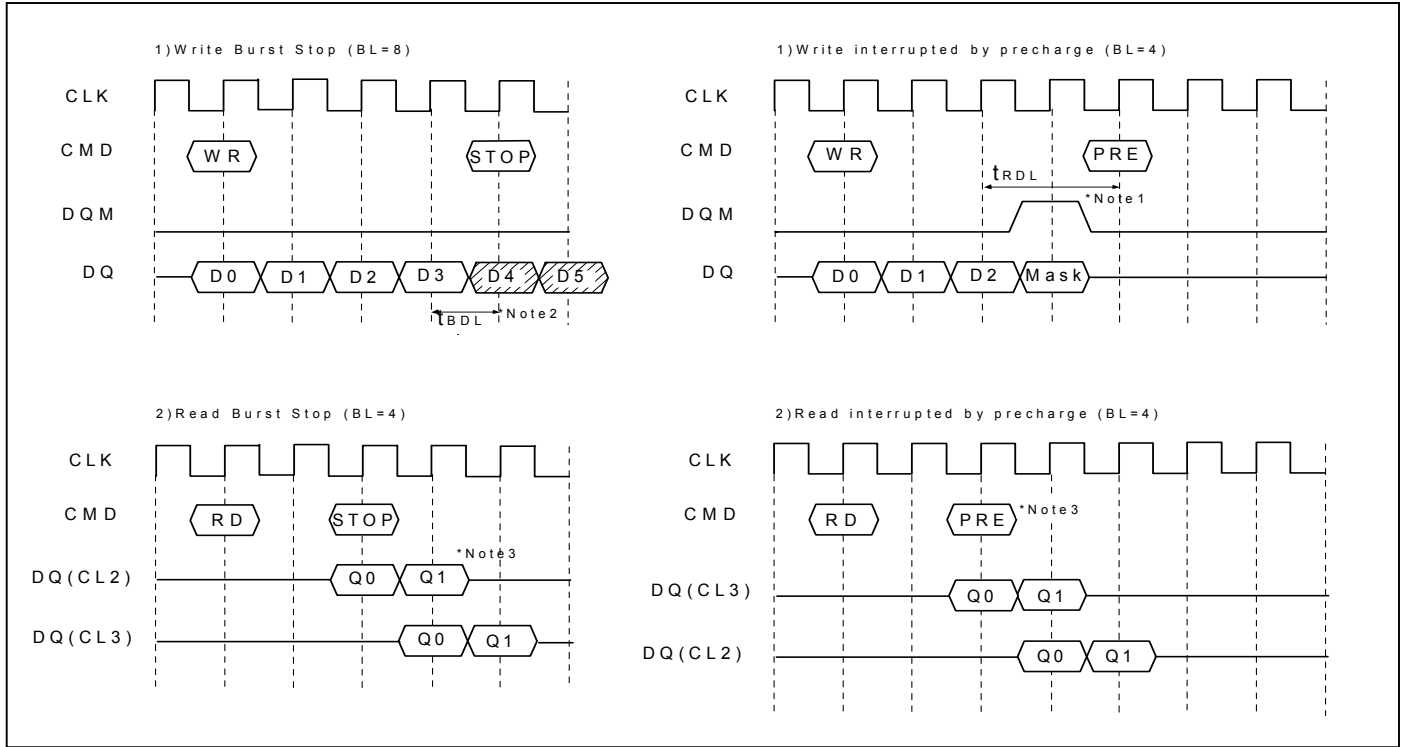 1)Write Burst Stop (BL=8)
CLK
CMD
WR
STOP
DQM
DQ
D0
D1
D2
D3
D4
D5
tBDL
*Note2
1)Write interrupted by precharge (BL=4)
CLK
CMD
WR
PRE
tRDL
*Note1
DQM
DQ
D0
D1
D2
Mask
2)Read Burst Stop (BL=4)
CLK
CMD
RD
STOP
*Note3
DQ(CL2)
Q0
Q1
DQ(CL3)
Q0
Q1
2)Read interrupted by precharge (BL=4)
CLK
CMD
RD
PRE
*Note3
DQ(CL3)
Q0
Q1
DQ(CL2)
Q0
Q1